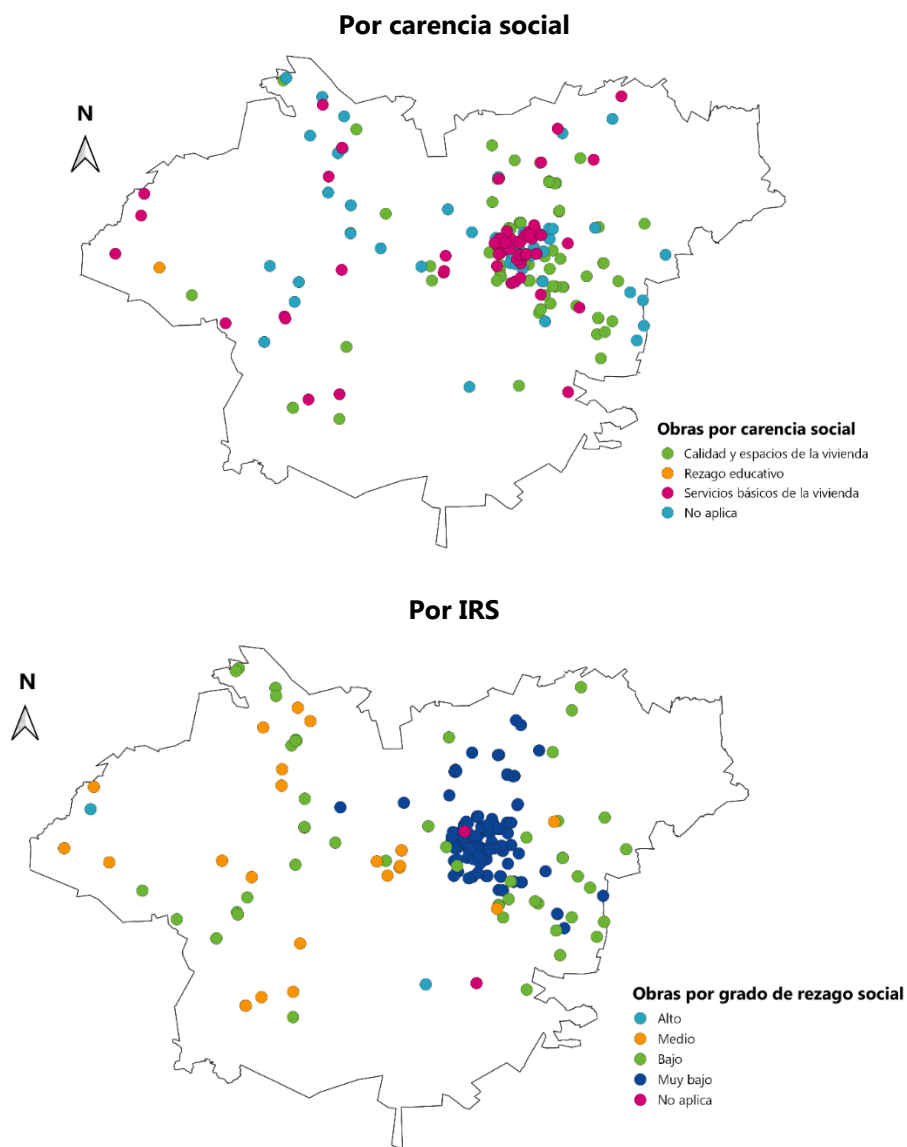 Por carencia social
N
Obras por carencia social
Calidad y espacios de la vivienda
Rezago educativo
Servicios básicos de la vivienda
No aplica
Por IRS
N
Obras por grado de rezago social
Alto
Medio
Bajo
Muy bajo
No aplica